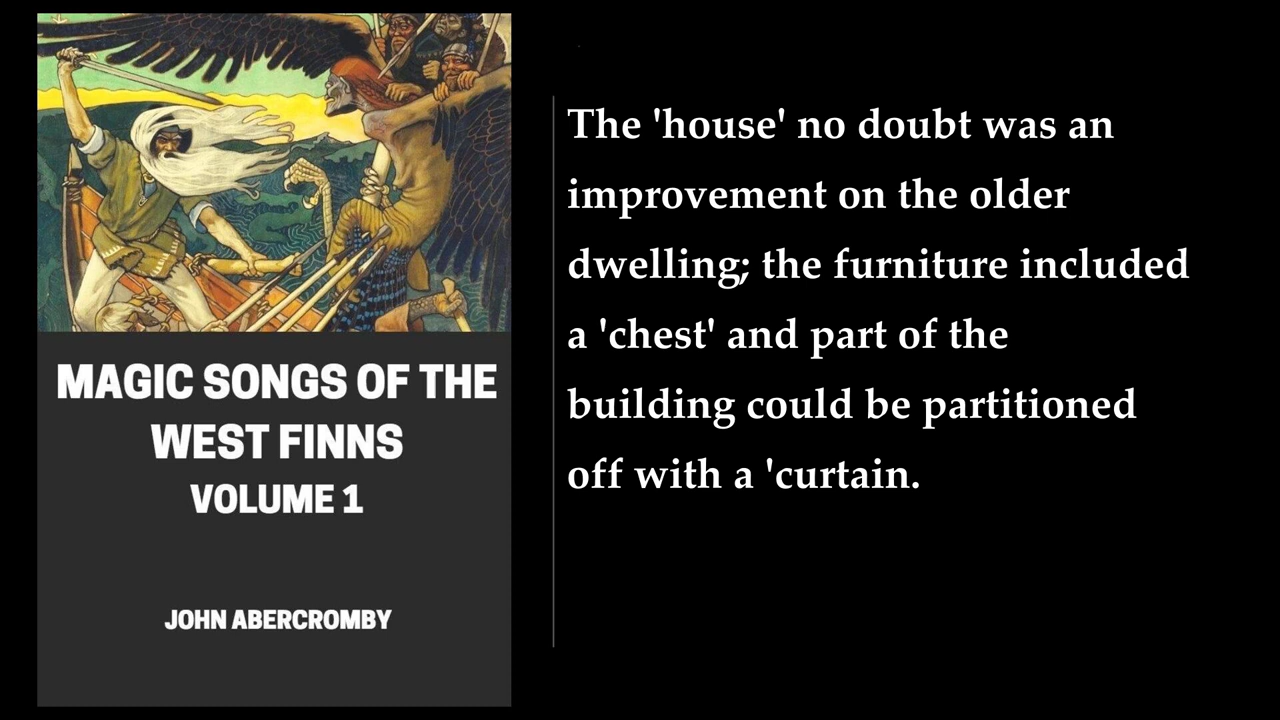 MAGIC SONGS OF THE
WEST FINNS
VOLUME 1
JOHN ABERCROMBY
The 'house' no doubt was an
improvement on the older
dwelling; the furniture included
a 'chest' and part of the
building could be partitioned
off with a 'curtain.